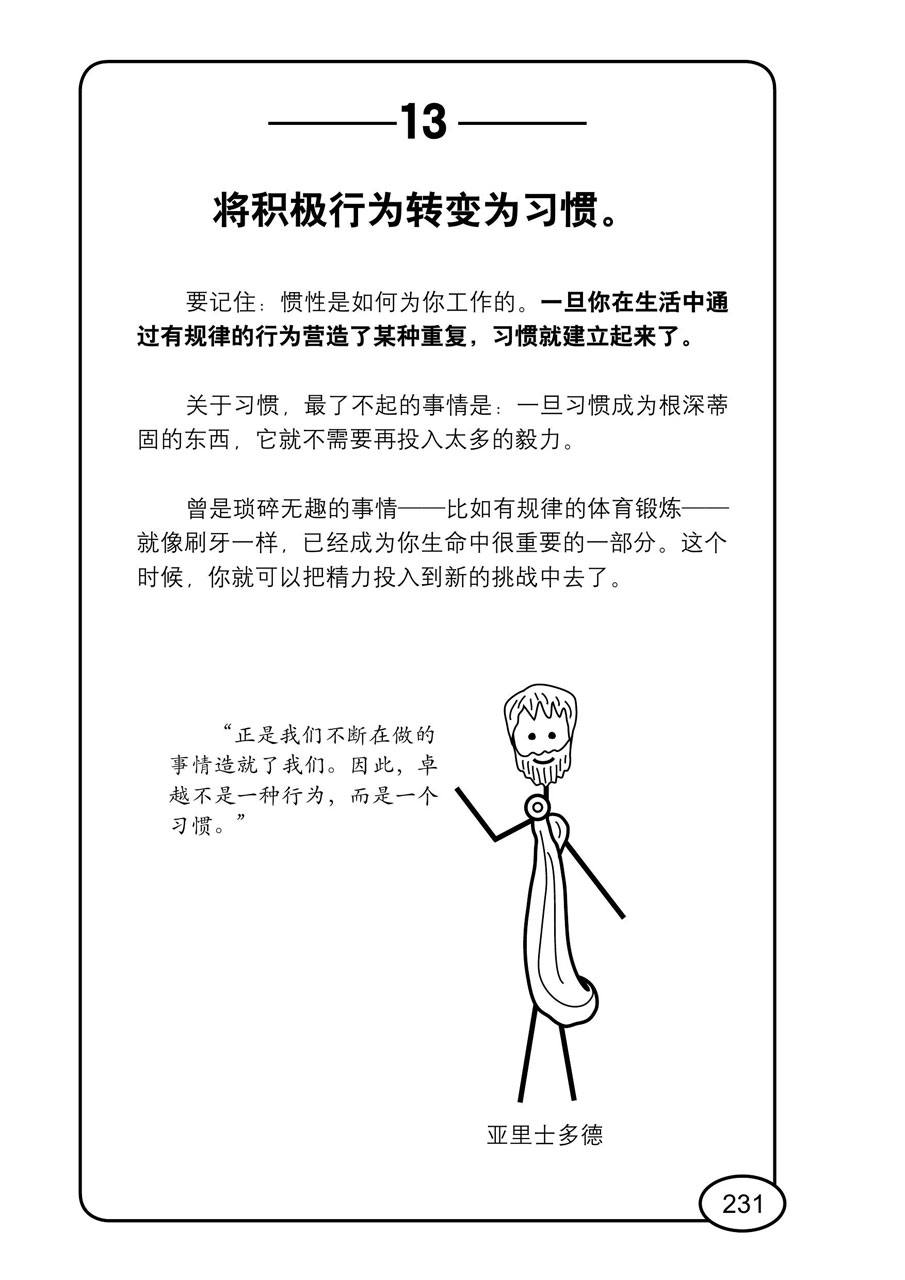 13
将积极行为转变为习惯。
要记住：惯性是如何为你工作的。一旦你在生活中通
过有规律的行为营造了某种重复，习惯就建立起来了。
关于习惯，最了不起的事情是：一旦习惯成为根深蒂
固的东西，它就不需要再投入太多的毅力。
曾是琐碎无趣的事情——比如有规律的体育锻炼——
就像刷牙一样，已经成为你生命中很重要的一部分。这个
时候，你就可以把精力投入到新的挑战中去了。
“正是我们不断在做的
事情造就了我们。因此，卓
越不是一种行为，而是一个
习惯。”
亚里士多德
231